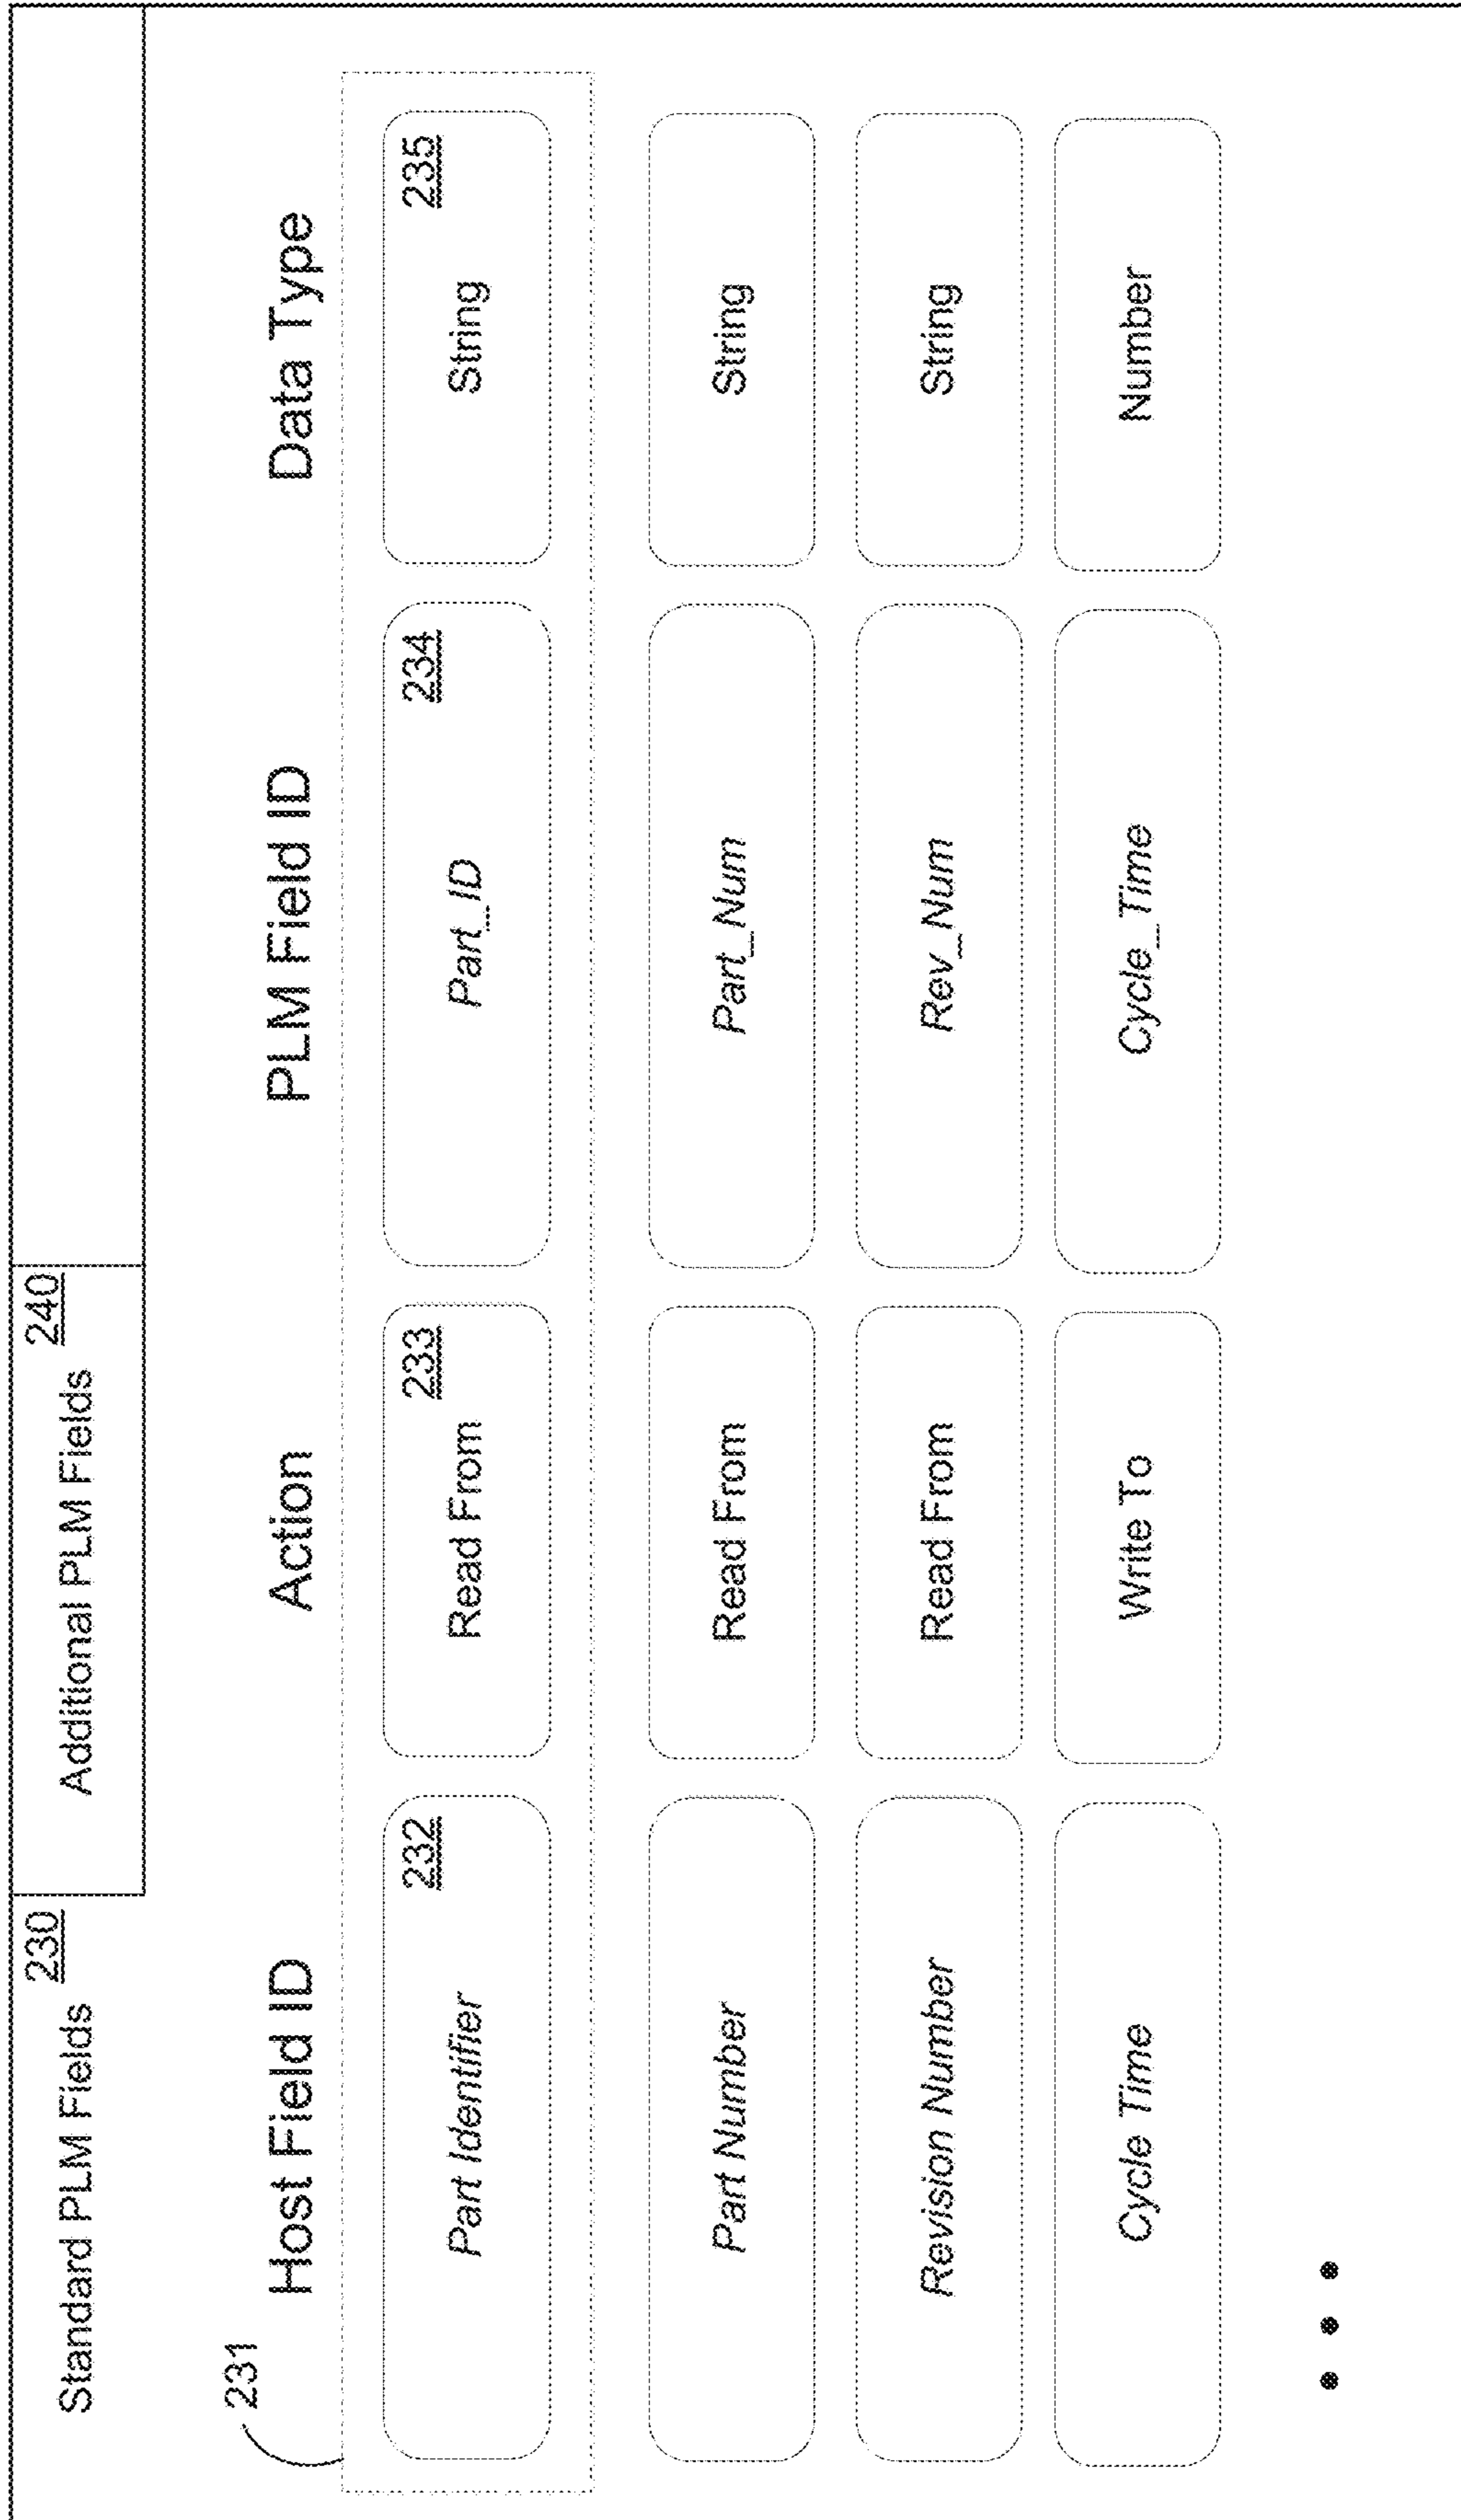 Standard PLM Fields 230
Additional PLM Fields 240
231
Host Field ID Action PLM Field ID Data Type
Part Identifier 232 Read From 233 Part_ID 234 String 235
Part Number Read From Part_Num String
Revision Number Read From Rev_Num String
Cycle Time Write To Cycle_Time Number
• • •